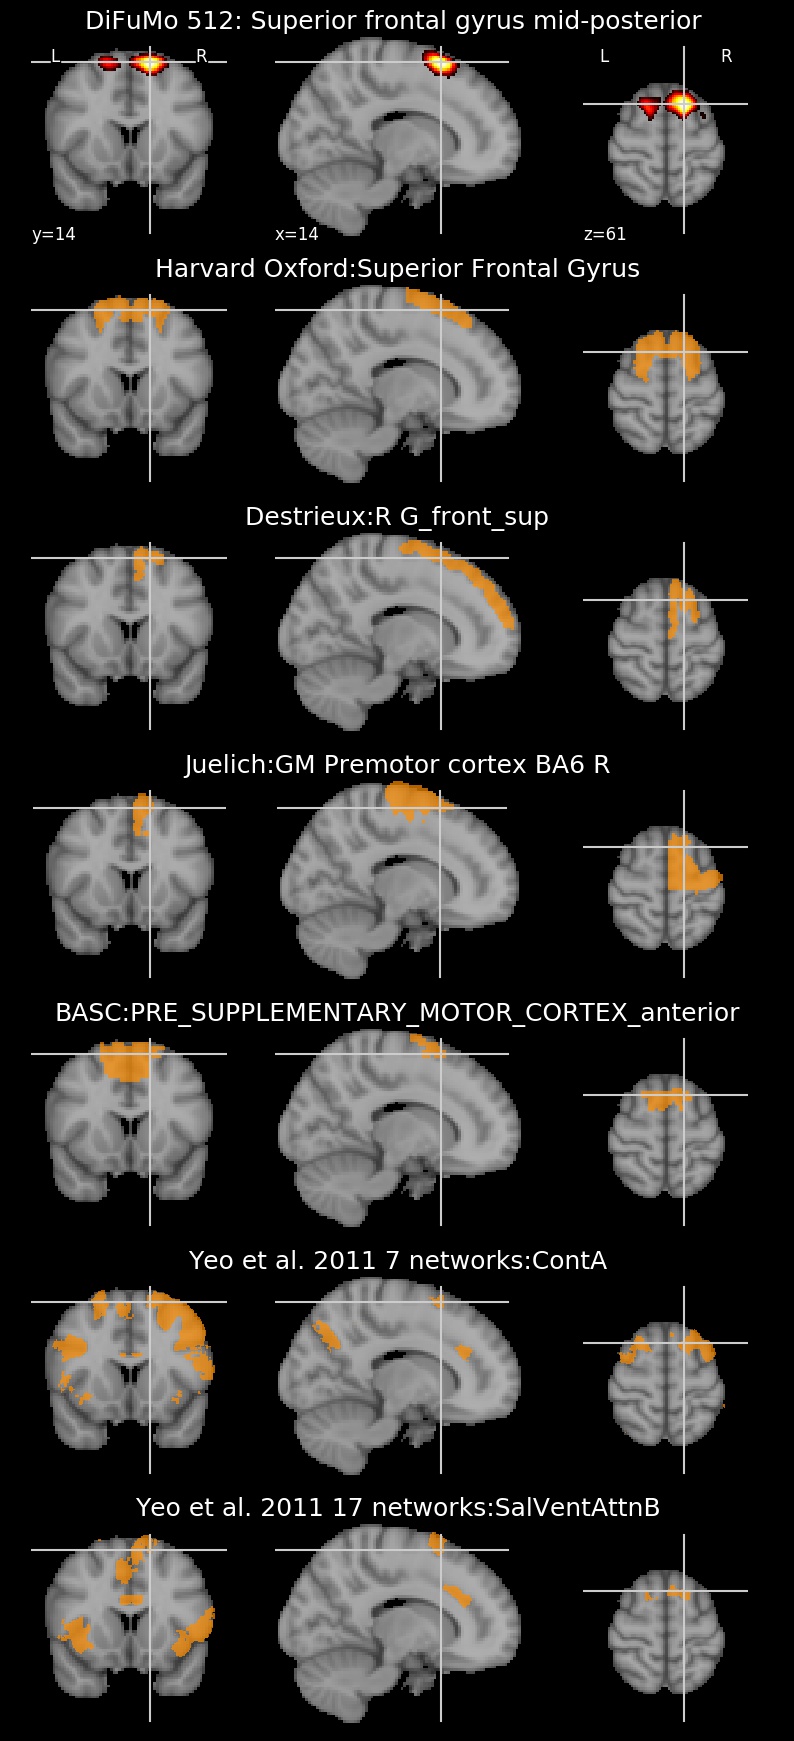 DiFuMo 512: Superior frontal gyrus mid-posterior
L R L R
y=14 x=14 z=61
Harvard Oxford:Superior Frontal Gyrus
Destrieux:R G_front_sup
Juelich:GM Premotor cortex BA6 R
BASC:PRE_SUPPLEMENTARY_MOTOR_CORTEX_anterior
Yeo et al. 2011 7 networks:ContA
Yeo et al. 2011 17 networks:SalVentAttnB